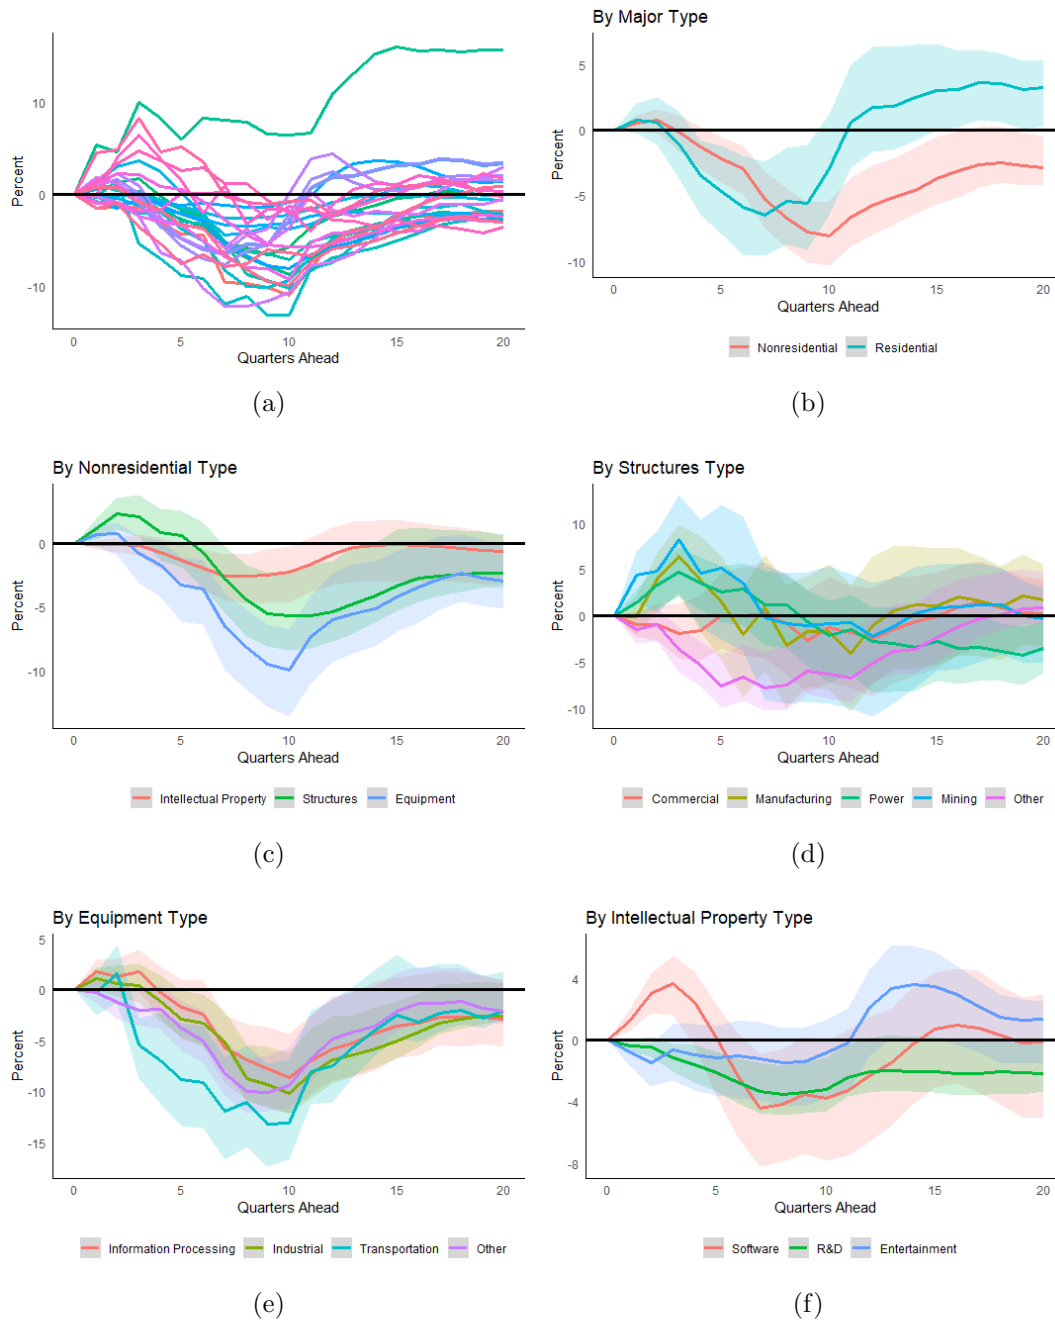 By Major Type
10
0
-10
Percent
0 5 10 15 20
Quarters Ahead
5
0
-5
-10
Percent
0 5 10 15 20
Quarters Ahead
Nonresidential Residential
(a)
(b)
By Nonresidential Type
0
-5
-10
Percent
0 5 10 15 20
Quarters Ahead
Intellectual Property Structures Equipment
(c)
By Structures Type
10
5
0
-5
-10
Percent
0 5 10 15 20
Quarters Ahead
Commercial Manufacturing Power Mining Other
(d)
By Equipment Type
5
0
-5
-10
-15
Percent
0 5 10 15 20
Quarters Ahead
Information Processing Industrial Transportation Other
(e)
By Intellectual Property Type
4
0
-4
-8
Percent
0 5 10 15 20
Quarters Ahead
Software R&D Entertainment
(f)